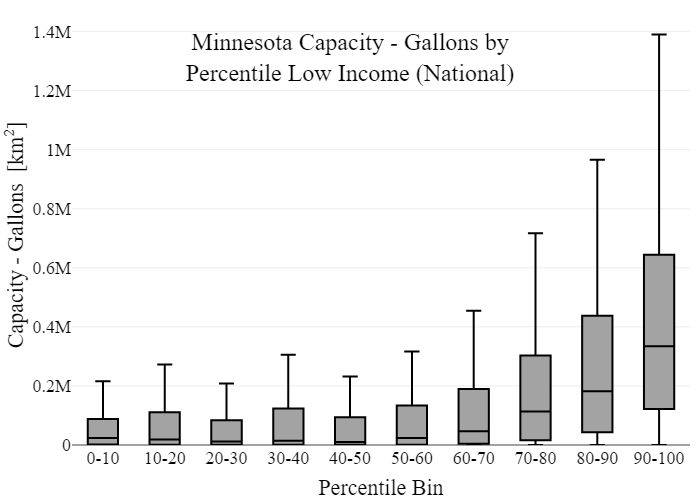 Minnesota Capacity - Gallons by
Percentile Low Income (National)
Capacity - Gallons [km²]
1.4M
1.2M
1M
0.8M
0.6M
0.4M
0.2M
0
0-10 10-20 20-30 30-40 40-50 50-60 60-70 70-80 80-90 90-100
Percentile Bin